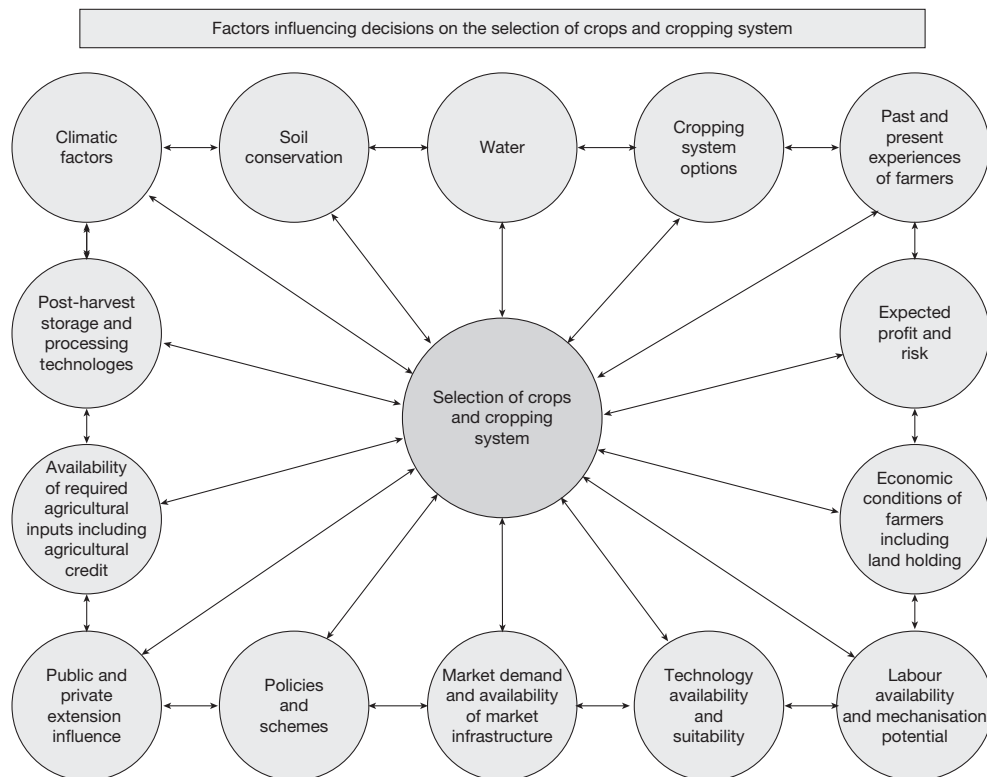 Factors influencing decisions on the selection of crops and cropping system
Climatic
factors
Soil
conservation
Water
Cropping
system
options
Past and
present
experiences
of farmers
Post-harvest
storage and
processing
technologes
Expected
profit and
risk
Selection of crops
and cropping
system
Availability
of required
agricultural
inputs including
agricultural
credit
Economic
conditions of
farmers
including
land holding
Public and
private
extension
influence
Policies
and
schemes
Market demand
and availability
of market
infrastructure
Technology
availability
and
suitability
Labour
availability
and mechanisation
potential